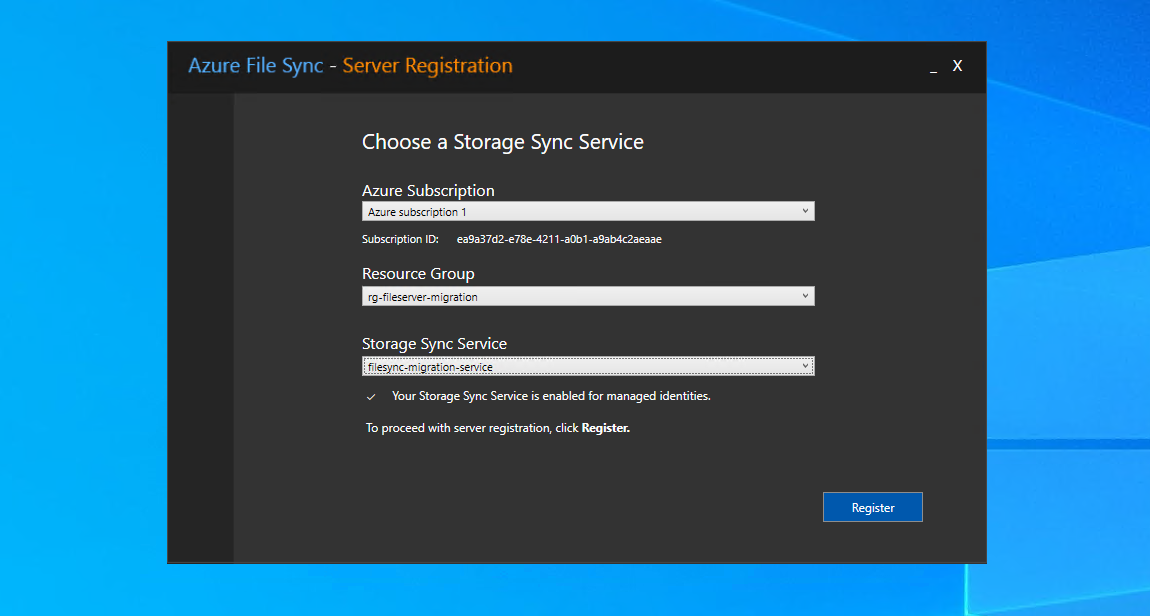 Azure File Sync - Server Registration
_ X
Choose a Storage Sync Service
Azure Subscription
Azure subscription 1
Subscription ID: ea9a37d2-e78e-4211-a0b1-a9ab4c2aeaae
Resource Group
rg-fileserver-migration
Storage Sync Service
filesync-migration-service
Your Storage Sync Service is enabled for managed identities.
To proceed with server registration, click Register.
Register